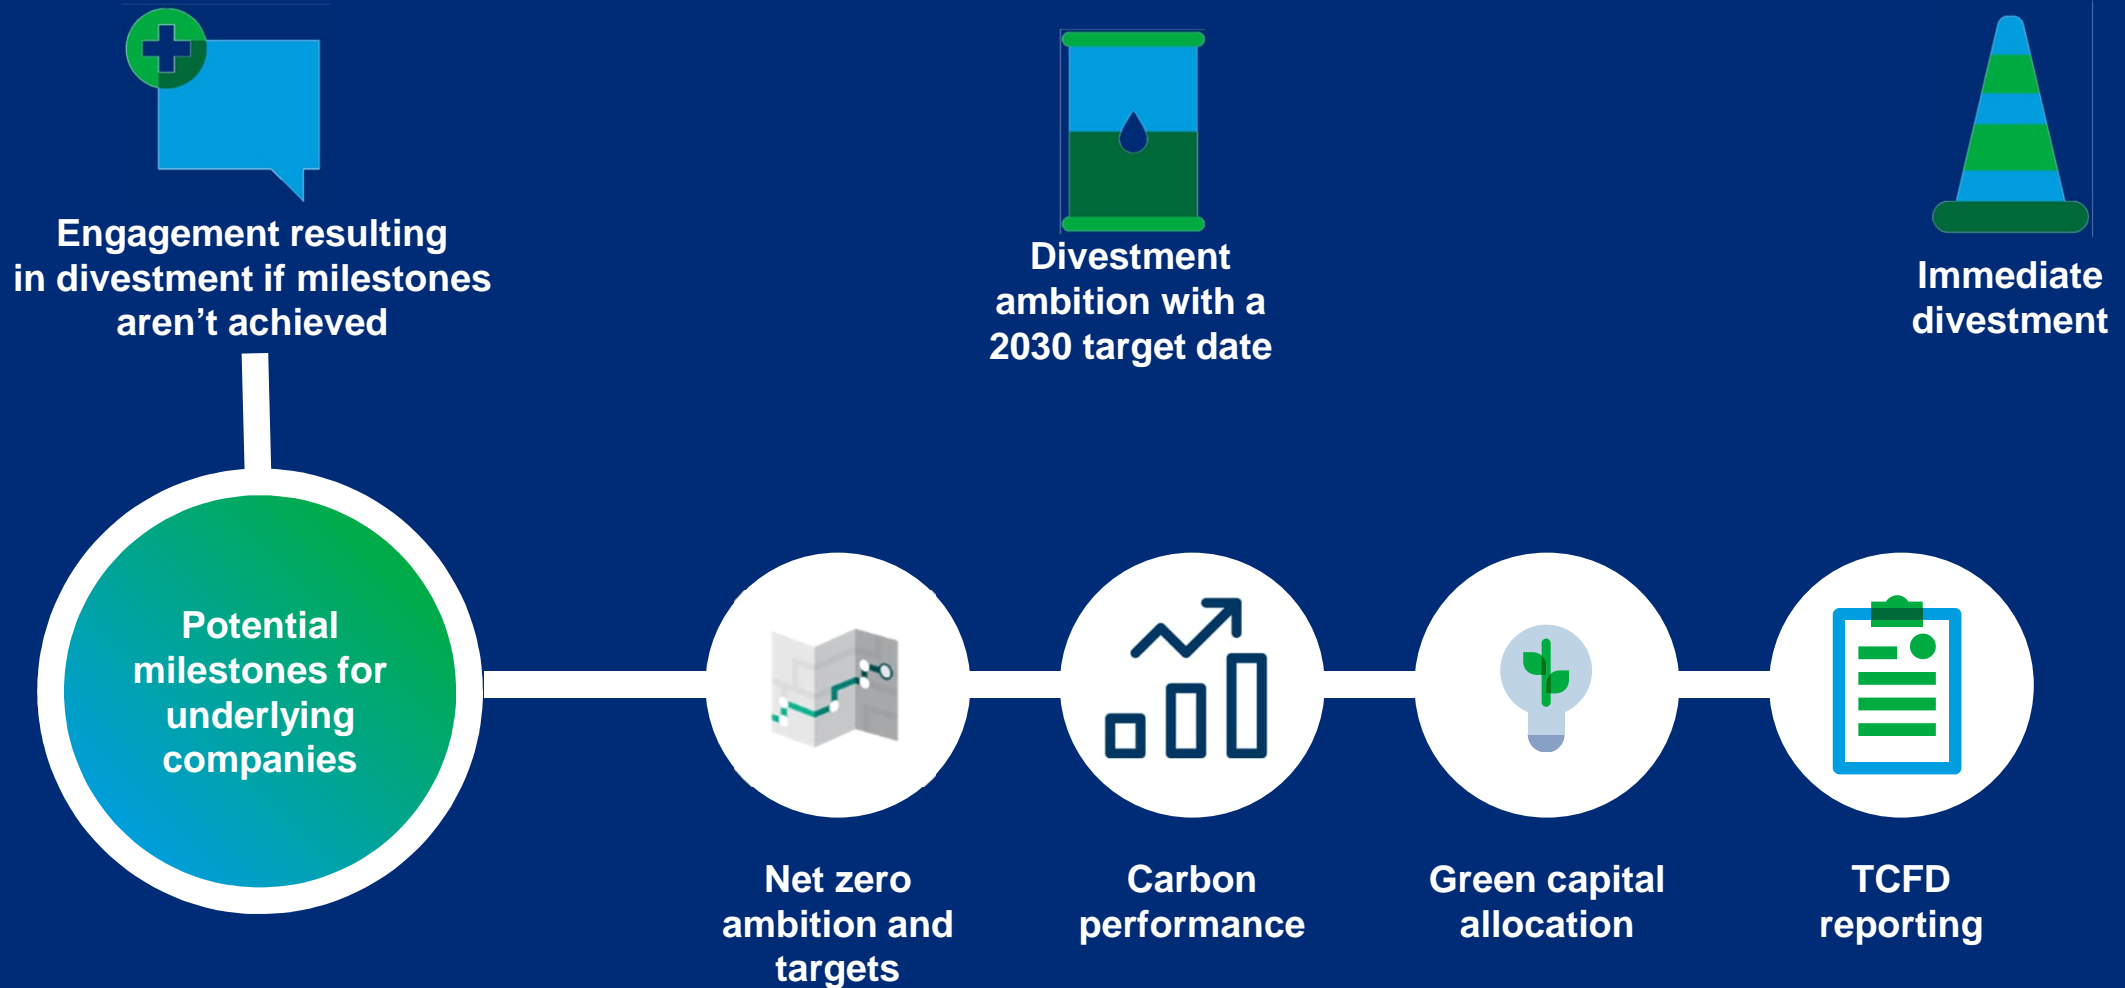 Engagement resulting
in divestment if milestones
aren’t achieved
Divestment
ambition with a
2030 target date
Immediate
divestment
Potential
milestones for
underlying
companies
Net zero
ambition and
targets
Carbon
performance
Green capital
allocation
TCFD
reporting